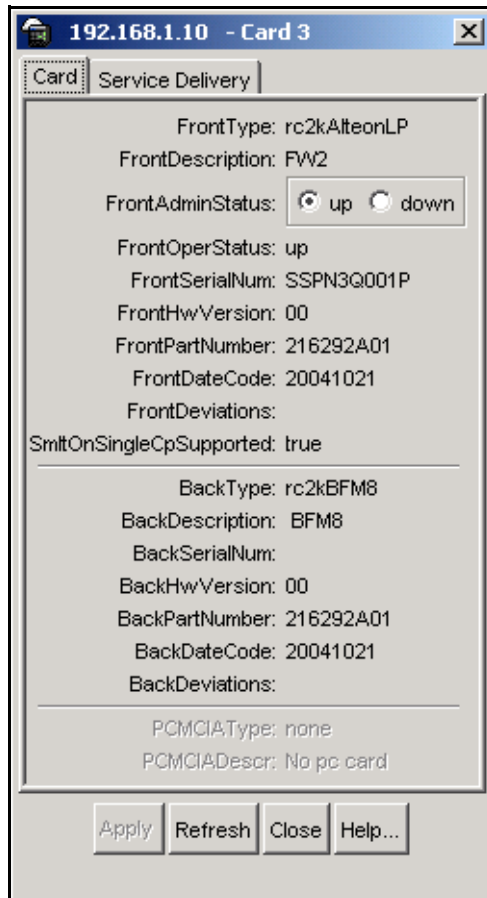 192.168.1.10 - Card 3
Card Service Delivery
FrontType: rc2kAlteonLP
FrontDescription: FW2
FrontAdminStatus: up down
FrontOperStatus: up
FrontSerialNum: SSPN3Q001P
FrontHwVersion: 00
FrontPartNumber: 216292A01
FrontDateCode: 20041021
FrontDeviations:
SmltOnSingleCpSupported: true
BackType: rc2kBFM8
BackDescription: BFM8
BackSerialNum:
BackHwVersion: 00
BackPartNumber: 216292A01
BackDateCode: 20041021
BackDeviations:
PCMCIAType: none
PCMCIADescr: No pc card
Apply Refresh Close Help...